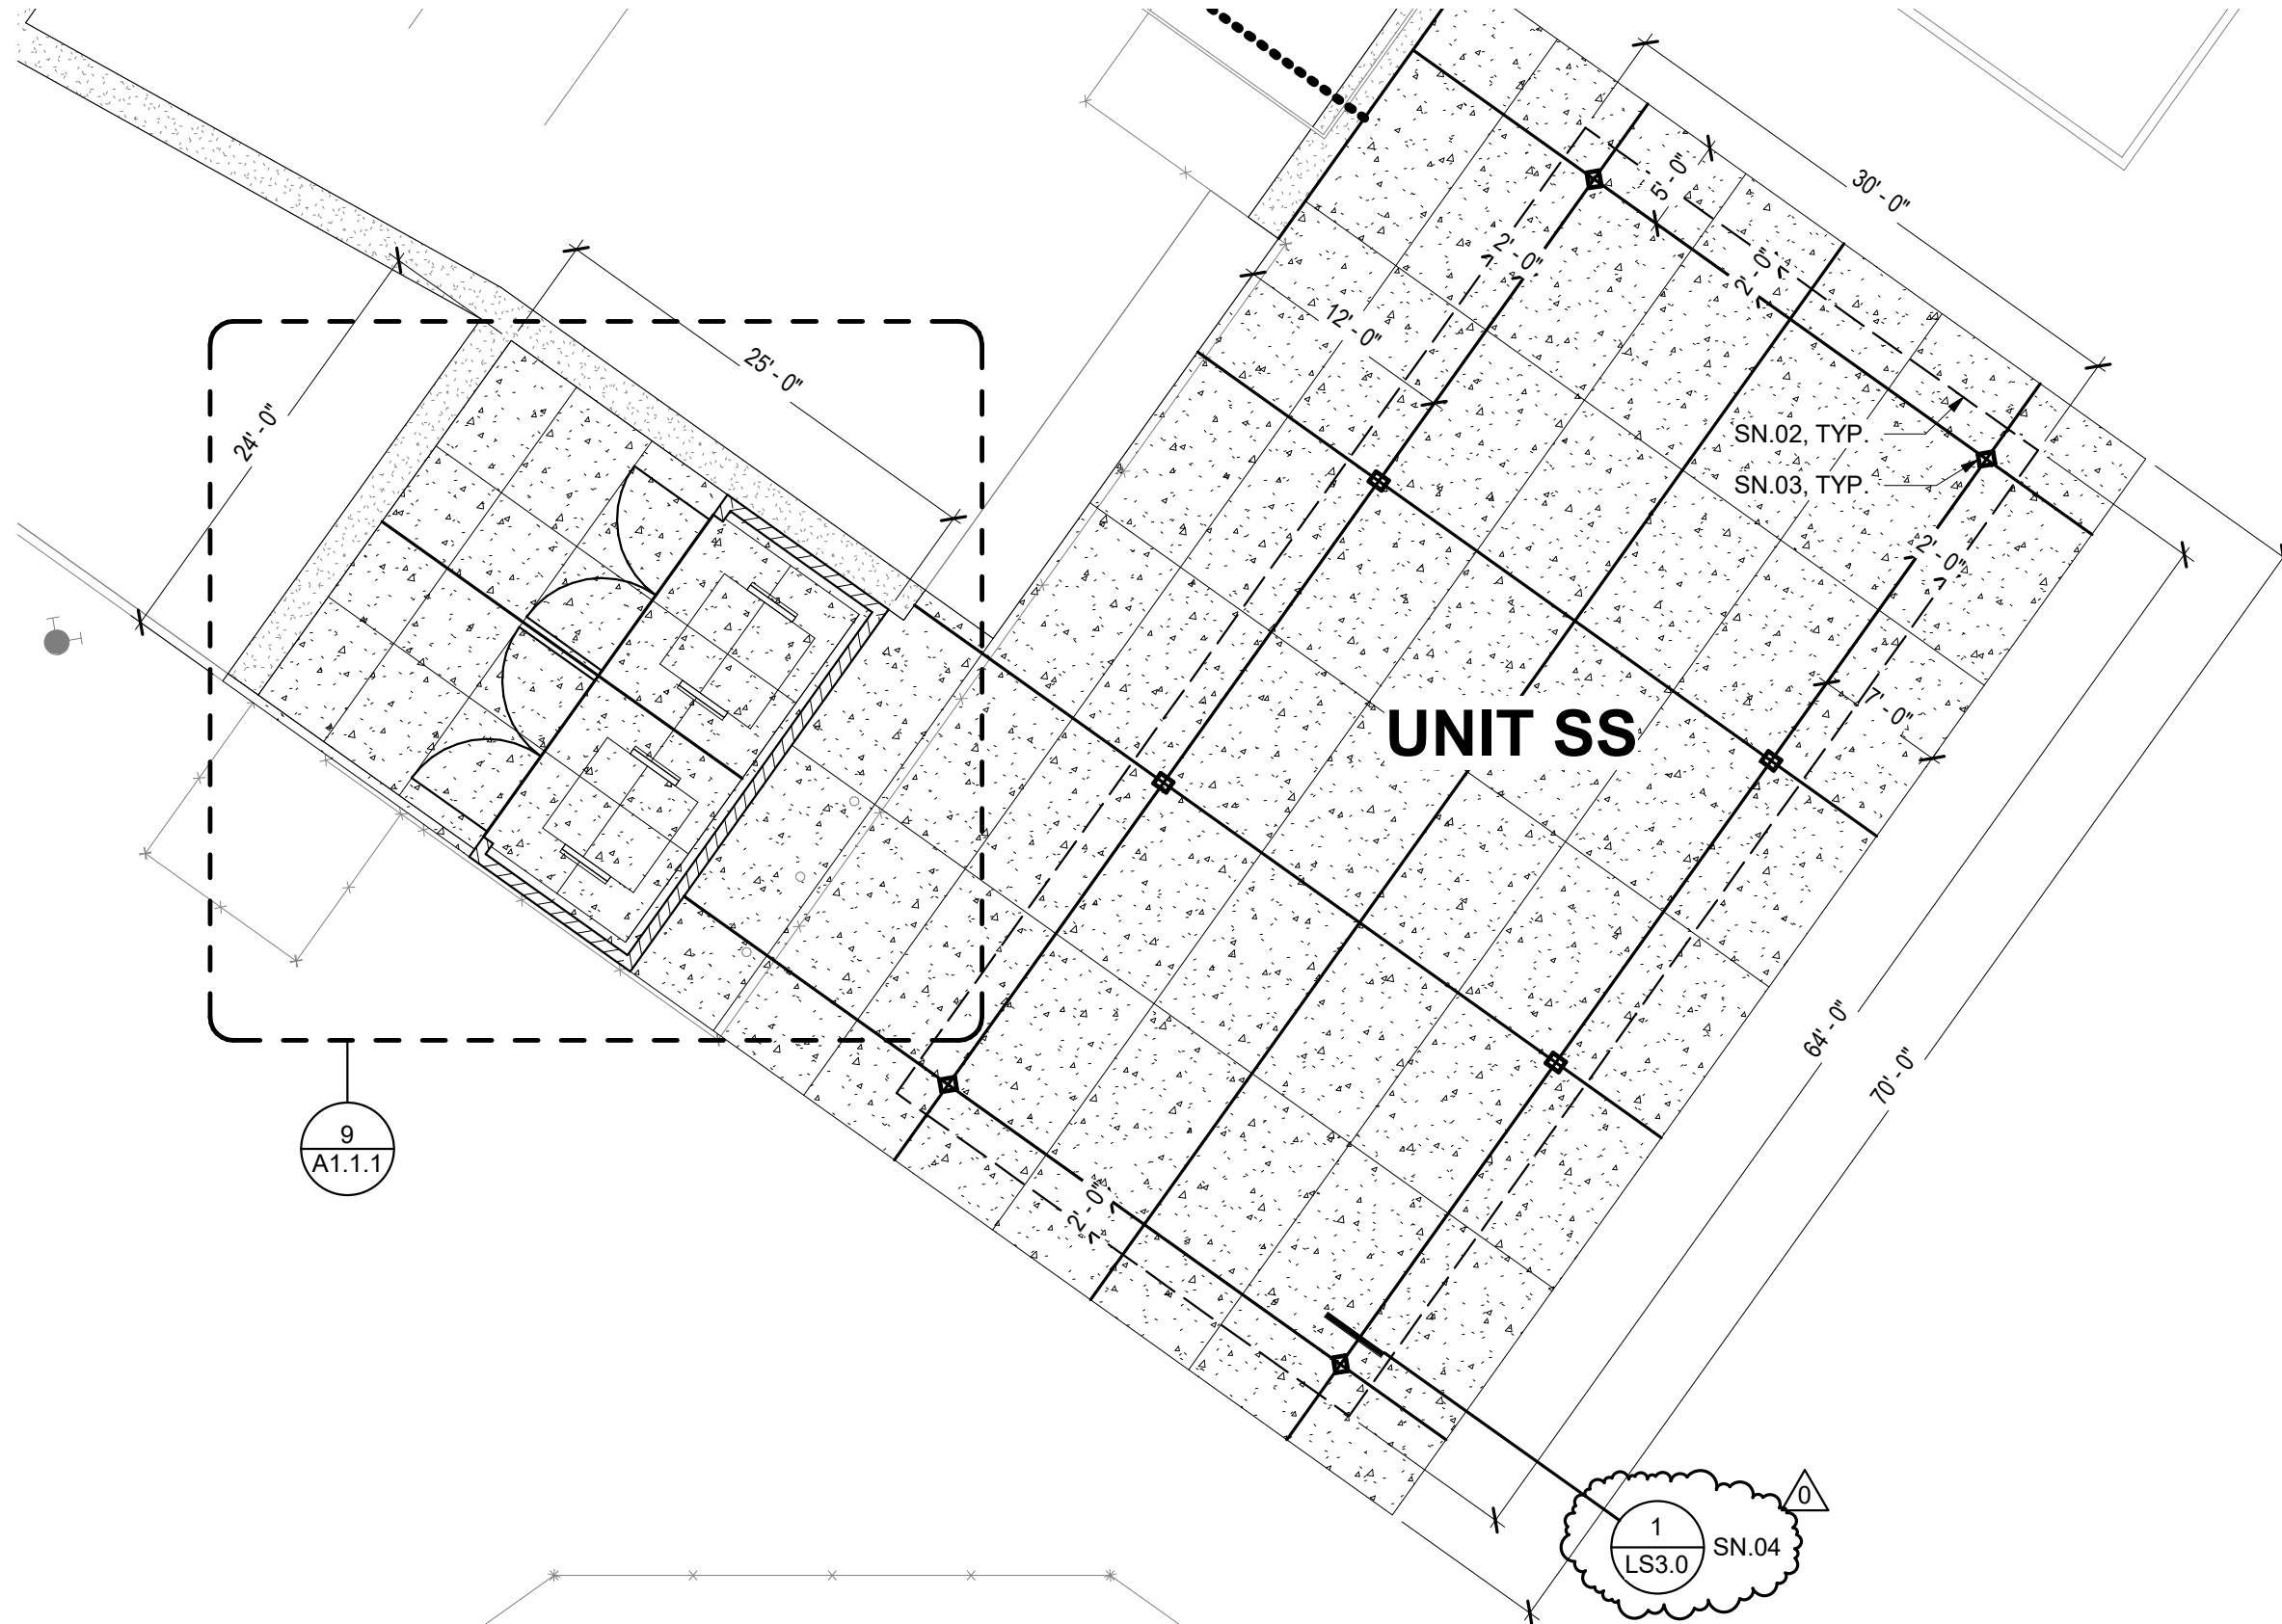 30' - 0"
5' - 0"
2' - 0"
2' - 0"
12' - 0"
25' - 0"
24' - 0"
SN.02, TYP.
SN.03, TYP.
2' - 0"
7' - 0"
UNIT SS
64' - 0"
70' - 0"
9
A1.1.1
2' - 0"
0
1
LS3.0
SN.04